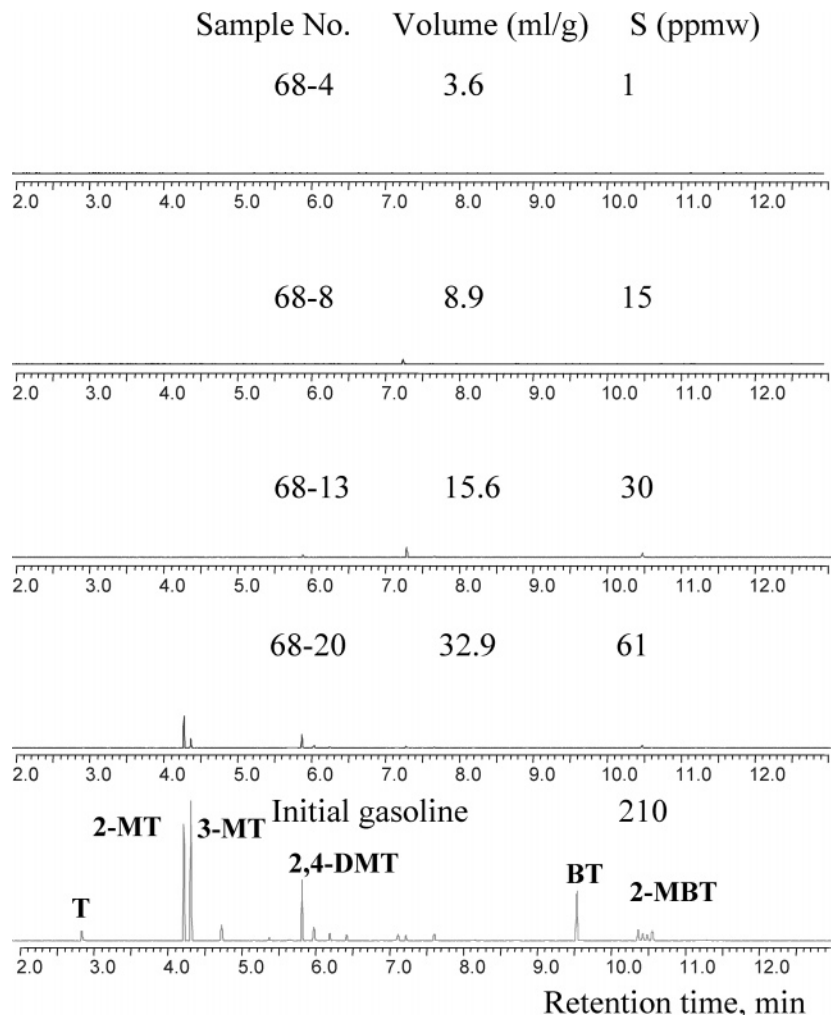 Sample No. Volume (ml/g) S (ppmw)
68-4 3.6 1
2.0 3.0 4.0 5.0 6.0 7.0 8.0 9.0 10.0 11.0 12.0
68-8 8.9 15
2.0 3.0 4.0 5.0 6.0 7.0 8.0 9.0 10.0 11.0 12.0
68-13 15.6 30
2.0 3.0 4.0 5.0 6.0 7.0 8.0 9.0 10.0 11.0 12.0
68-20 32.9 61
2.0 3.0 4.0 5.0 6.0 7.0 8.0 9.0 10.0 11.0 12.0
Initial gasoline 210
2-MT 3-MT
2,4-DMT
BT
2-MBT
T
2.0 3.0 4.0 5.0 6.0 7.0 8.0 9.0 10.0 11.0 12.0
Retention time, min